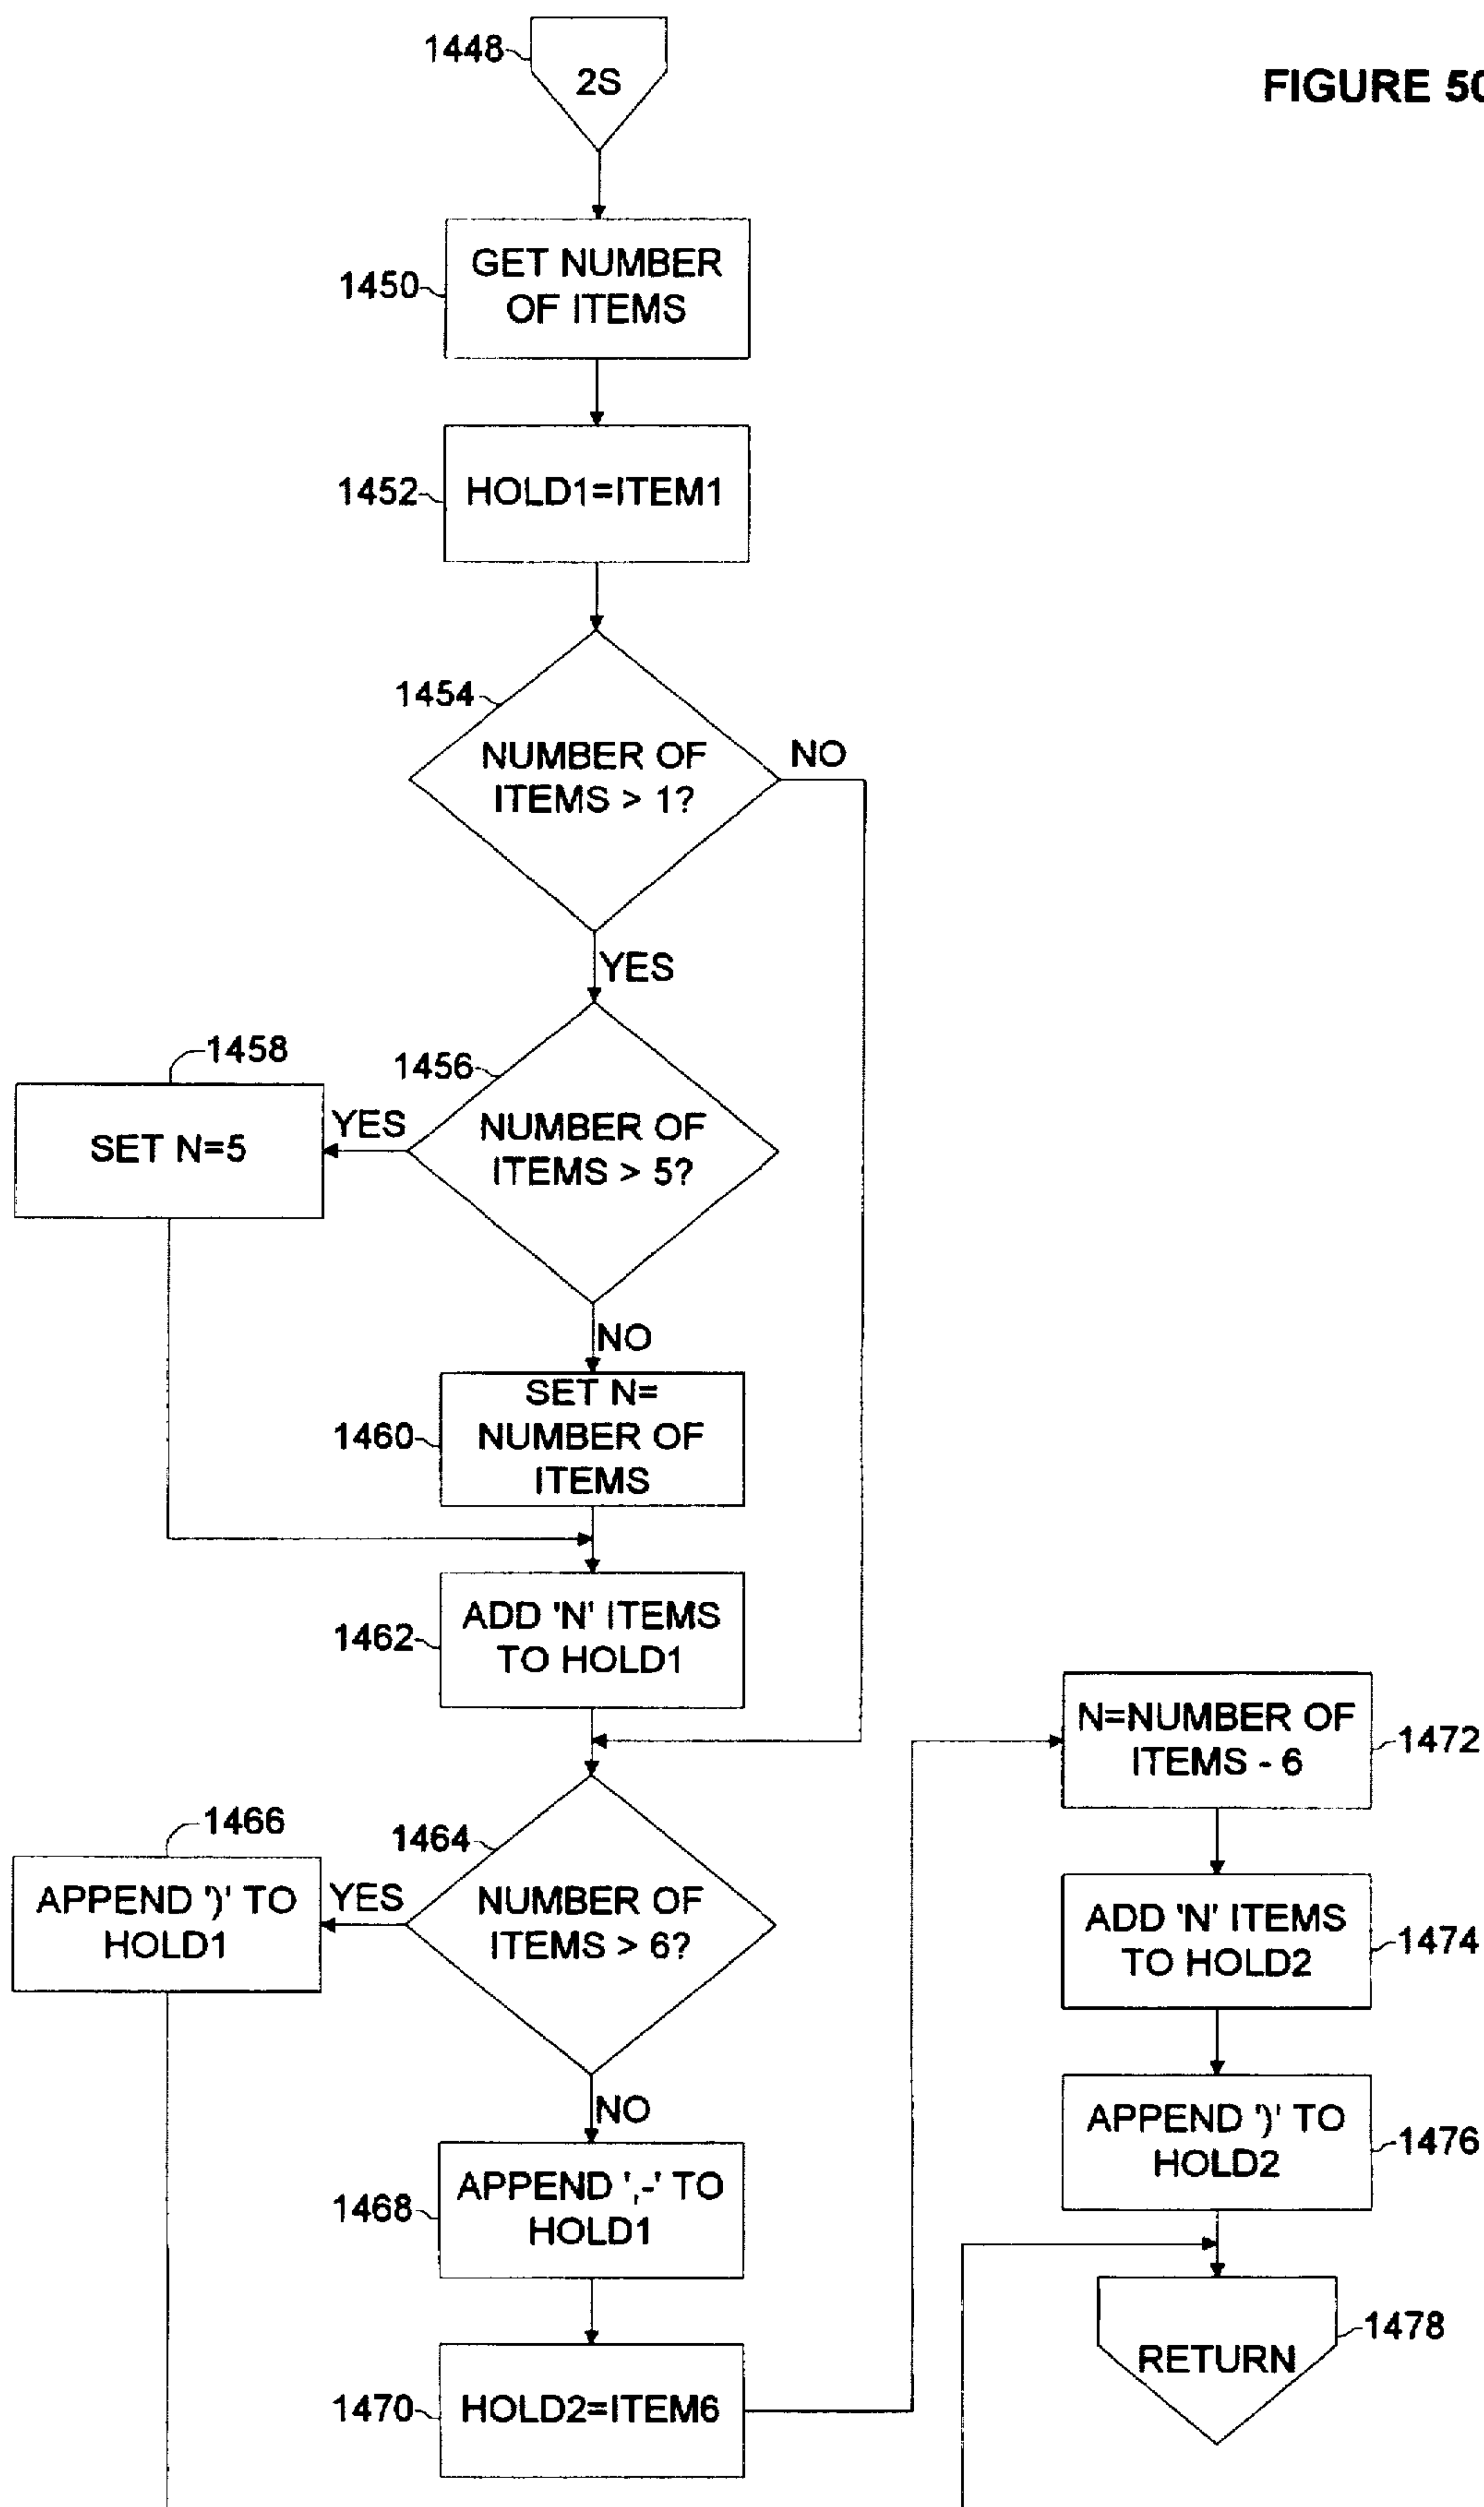 FIGURE 50
1448
2S
1450
GET NUMBER
OF ITEMS
1452
HOLD1=ITEM1
1454
NUMBER OF
ITEMS > 1?
NO
YES
1458
SET N=5
YES
1456
NUMBER OF
ITEMS > 5?
NO
1460
SET N=
NUMBER OF
ITEMS
1462
ADD 'N' ITEMS
TO HOLD1
1466
APPEND ')' TO
HOLD1
YES
1464
NUMBER OF
ITEMS > 6?
NO
1468
APPEND ',-' TO
HOLD1
1470
HOLD2=ITEM6
N=NUMBER OF
ITEMS - 6
1472
ADD 'N' ITEMS
TO HOLD2
1474
APPEND ')' TO
HOLD2
1476
RETURN
1478